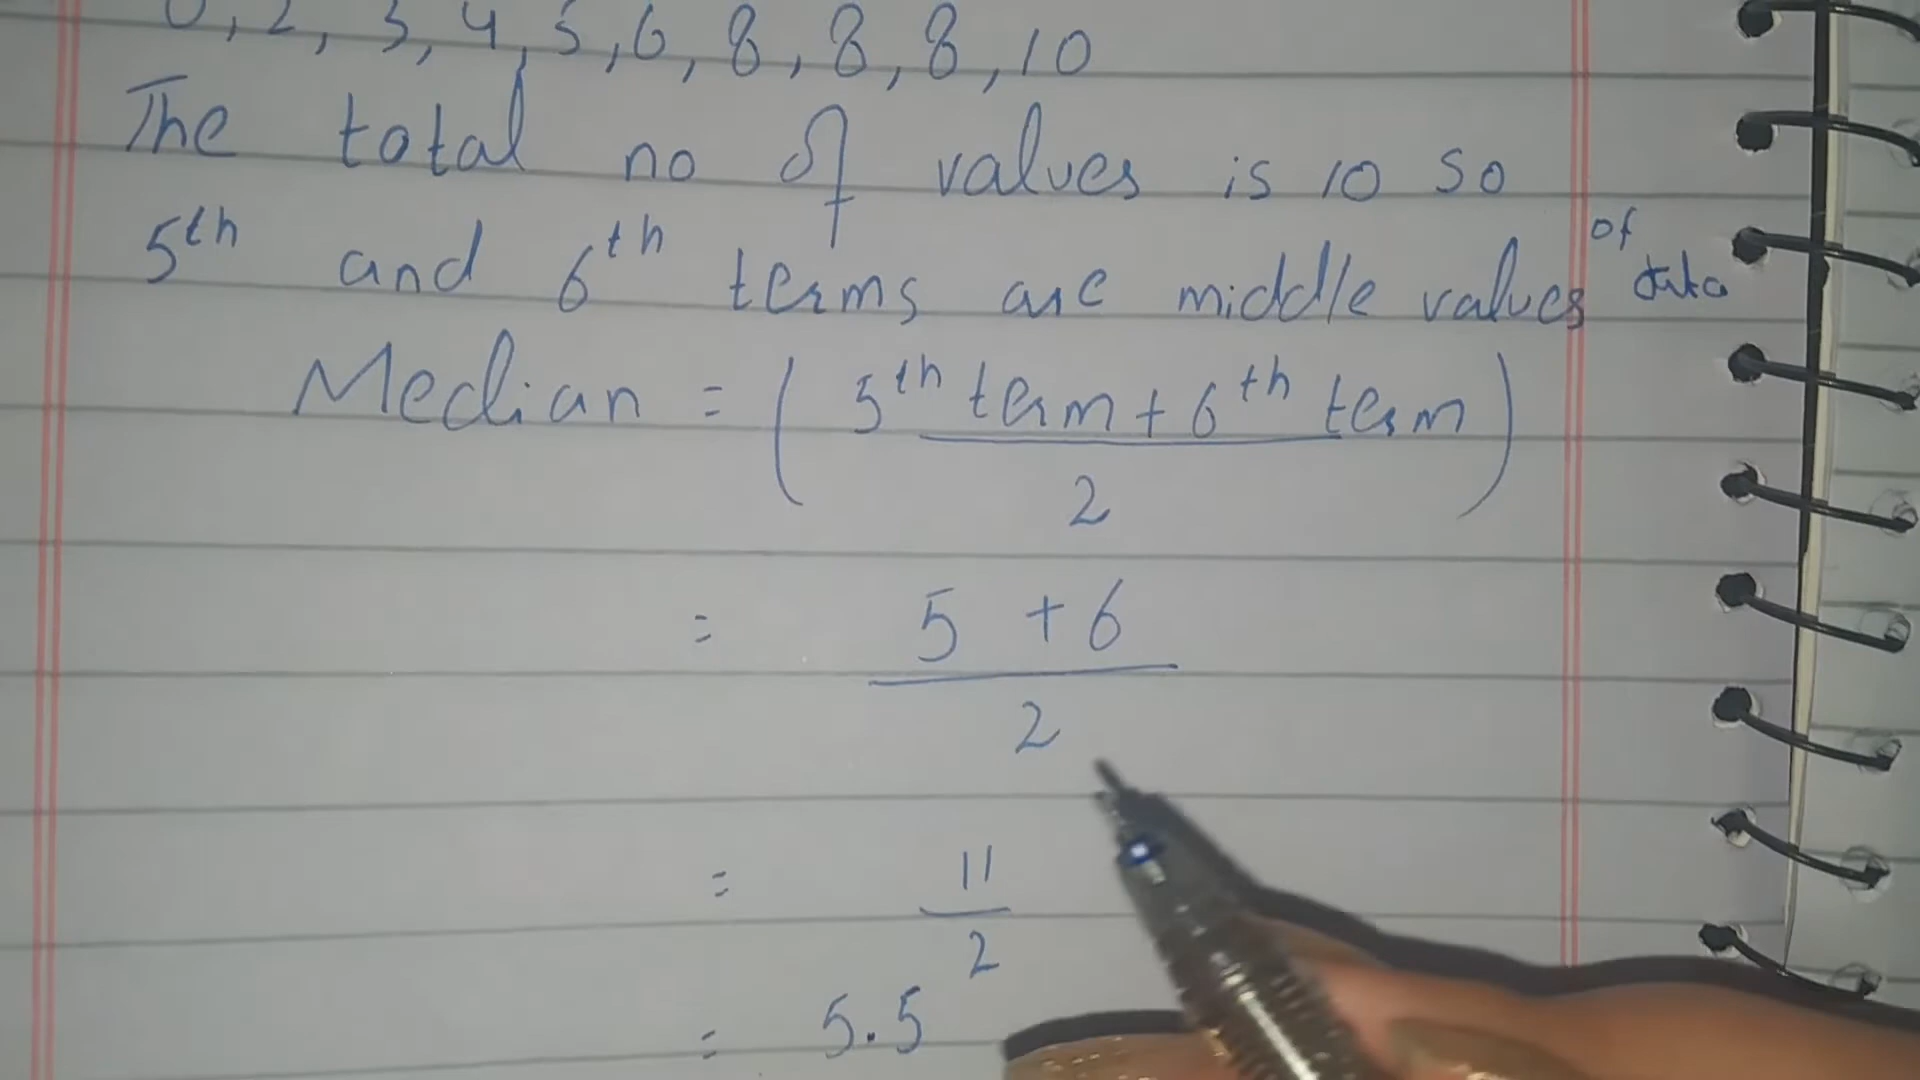 0, 2, 3, 4, 5, 6, 8, 8, 8, 10
The total no of values is 10 so
5th and 6th terms are middle values of data
Median = ( 5th term + 6th term / 2 )
= 5 + 6 / 2
= 11 / 2
= 5.5